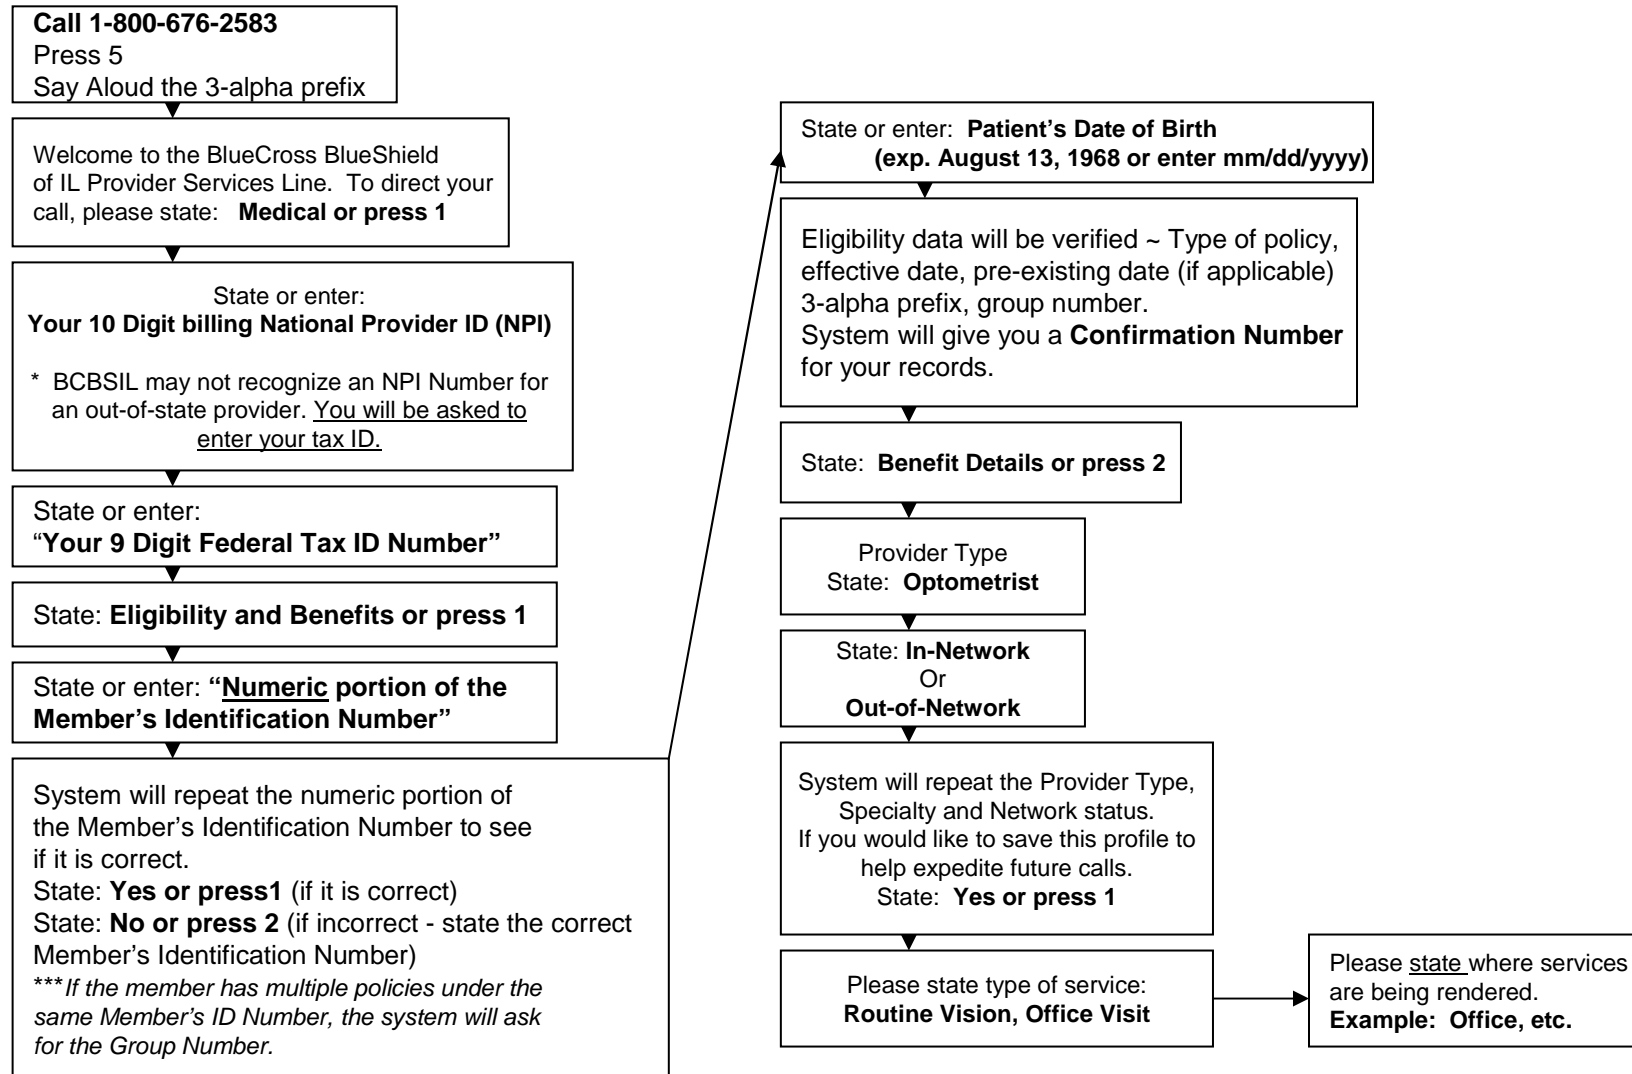 Call 1-800-676-2583
Press 5
Say Aloud the 3-alpha prefix
Welcome to the BlueCross BlueShield
of IL Provider Services Line. To direct your
call, please state: Medical or press 1
State or enter:
Your 10 Digit billing National Provider ID (NPI)
* BCBSIL may not recognize an NPI Number for
an out-of-state provider. You will be asked to
enter your tax ID.
State or enter:
“Your 9 Digit Federal Tax ID Number”
State: Eligibility and Benefits or press 1
State or enter: “Numeric portion of the
Member’s Identification Number”
System will repeat the numeric portion of
the Member’s Identification Number to see
if it is correct.
State: Yes or press1 (if it is correct)
State: No or press 2 (if incorrect - state the correct
Member’s Identification Number)
***If the member has multiple policies under the
same Member’s ID Number, the system will ask
for the Group Number.
State or enter: Patient’s Date of Birth
(exp. August 13, 1968 or enter mm/dd/yyyy)
Eligibility data will be verified ~ Type of policy,
effective date, pre-existing date (if applicable)
3-alpha prefix, group number.
System will give you a Confirmation Number
for your records.
State: Benefit Details or press 2
Provider Type
State: Optometrist
State: In-Network
Or
Out-of-Network
System will repeat the Provider Type,
Specialty and Network status.
If you would like to save this profile to
help expedite future calls.
State: Yes or press 1
Please state type of service:
Routine Vision, Office Visit
Please state where services
are being rendered.
Example: Office, etc.